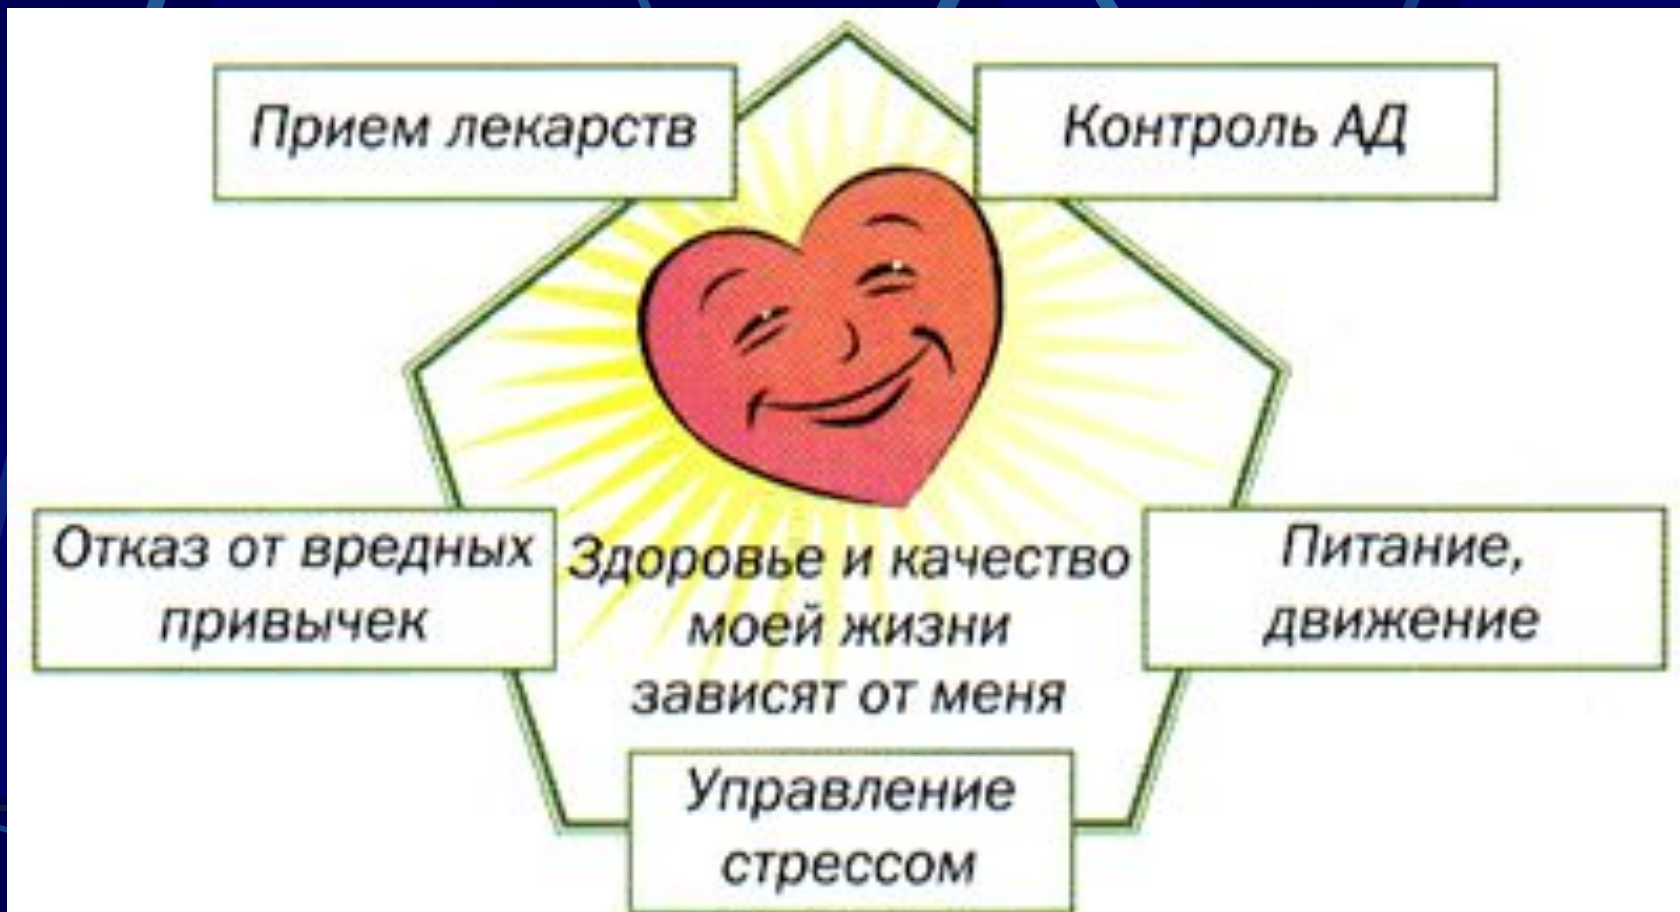 Прием лекарств
Контроль АД
Отказ от вредных
привычек
Здоровье и качество
моей жизни
зависят от меня
Питание,
движение
Управление
стрессом